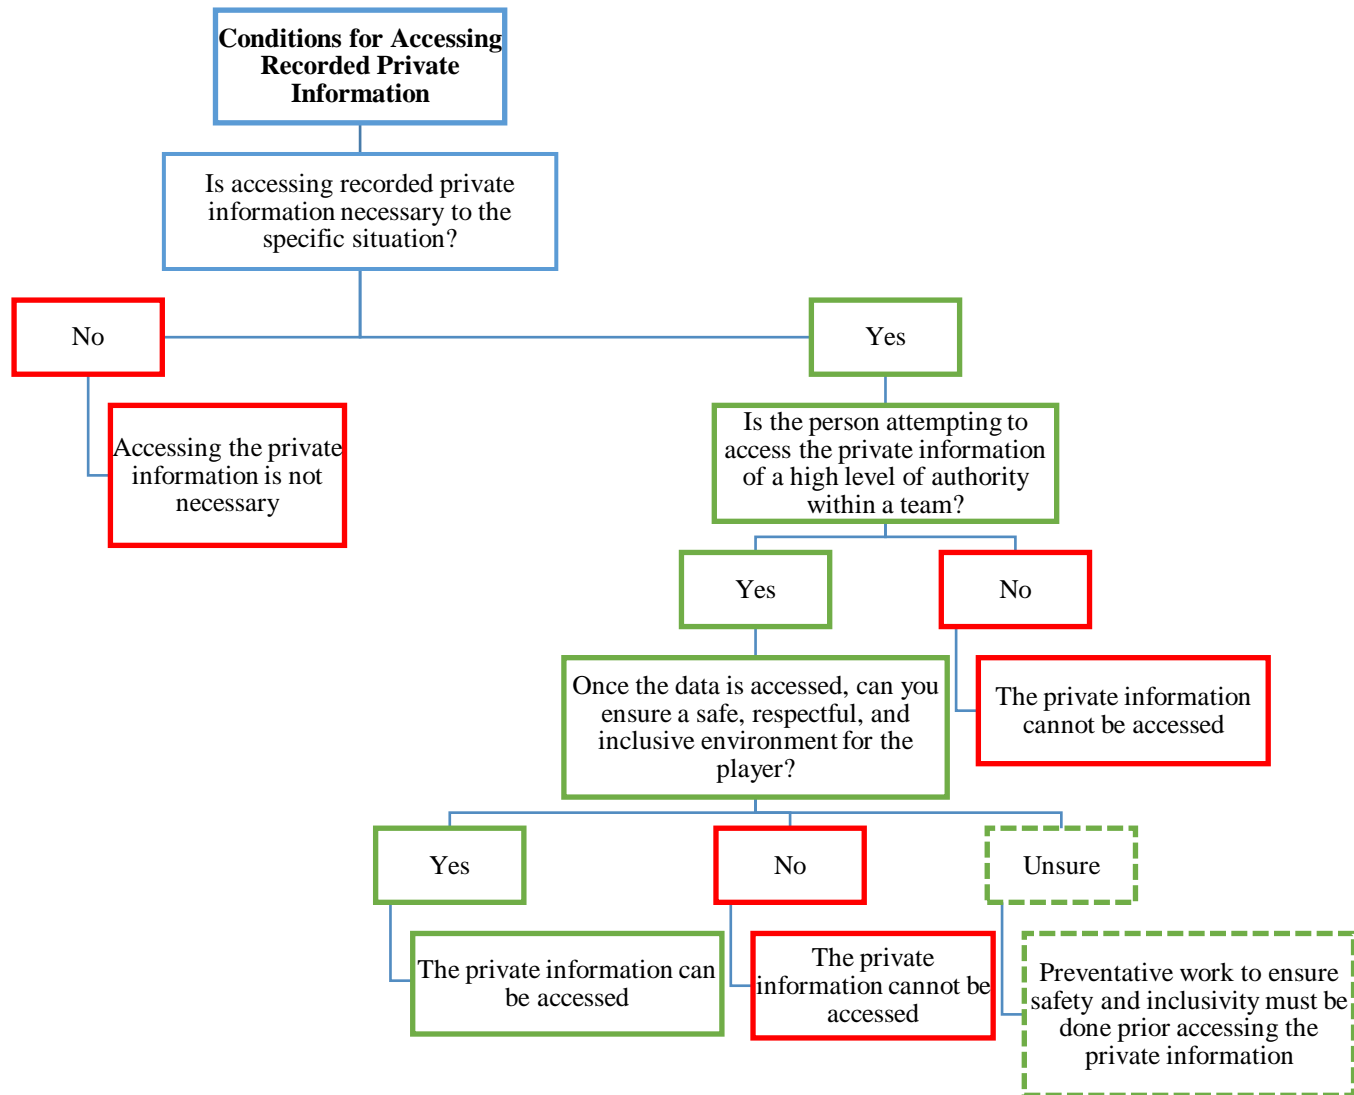 Conditions for Accessing
Recorded Private
Information
Is accessing recorded private
information necessary to the
specific situation?
No
Yes
Accessing the private
information is not
necessary
Is the person attempting to
access the private information
of a high level of authority
within a team?
Yes
No
Once the data is accessed, can you
ensure a safe, respectful, and
inclusive environment for the
player?
The private information
cannot be accessed
Yes
No
Unsure
The private information can
be accessed
The private
information cannot be
accessed
Preventative work to ensure
safety and inclusivity must be
done prior accessing the
private information